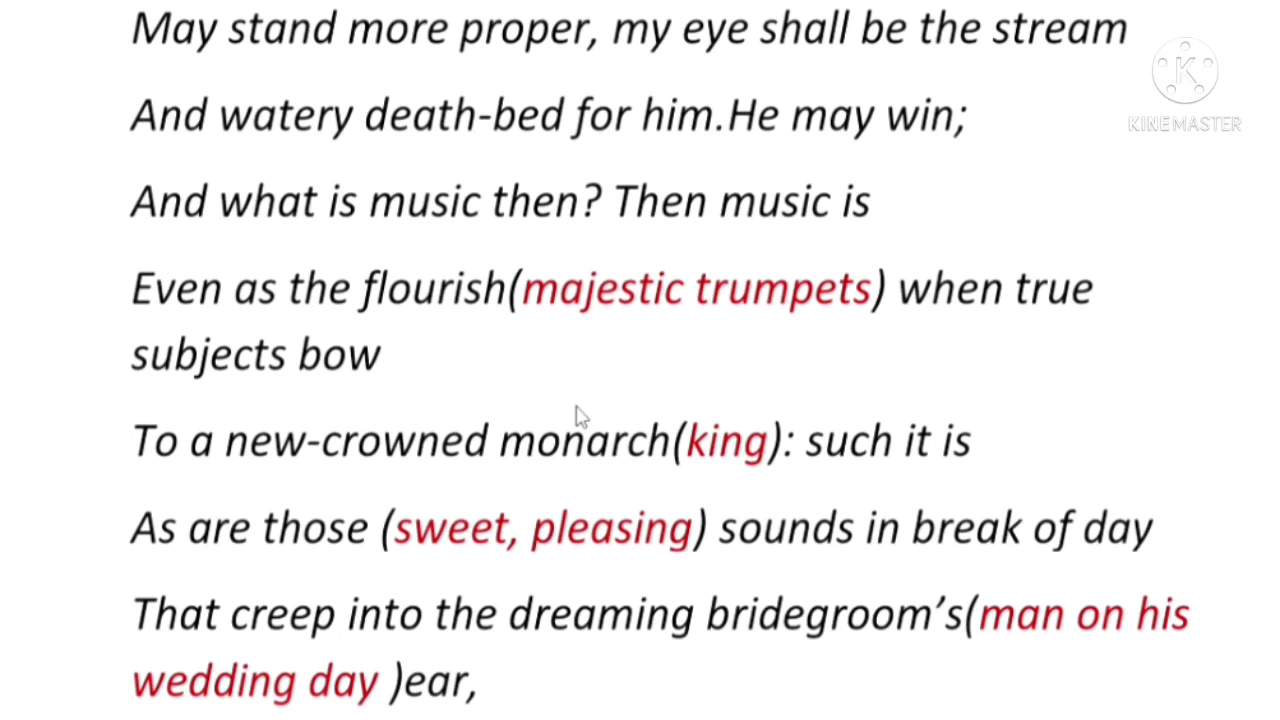 May stand more proper, my eye shall be the stream
KINEMASTER
And watery death-bed for him.He may win;
And what is music then? Then music is
Even as the flourish(majestic trumpets) when true
subjects bow
To a new-crowned monarch(king): such it is
As are those (sweet, pleasing) sounds in break of day
That creep into the dreaming bridegroom’s(man on his
wedding day )ear,